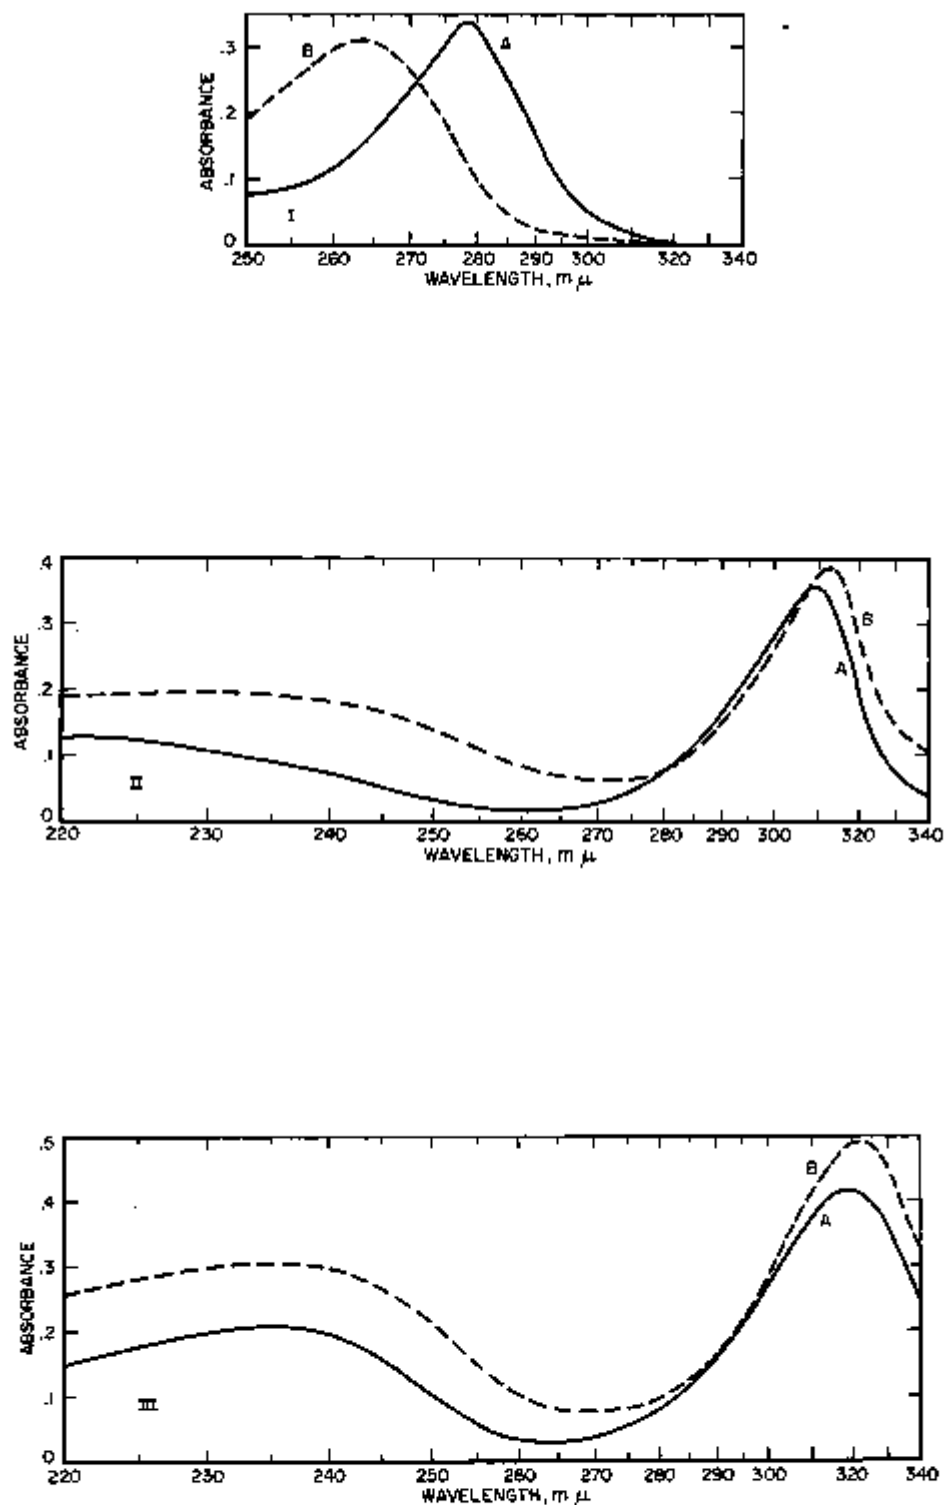 .3
.2
.1
0
ABSORBANCE
B
A
I
250 260 270 280 290 300 320 340
WAVELENGTH, mμ
.4
.3
.2
.1
0
ABSORBANCE
B
A
II
220 230 240 250 260 270 280 290 300 320 340
WAVELENGTH, mμ
.5
.4
.3
.2
.1
0
ABSORBANCE
B
A
III
220 230 240 250 260 270 280 290 300 320 340
WAVELENGTH, mμ